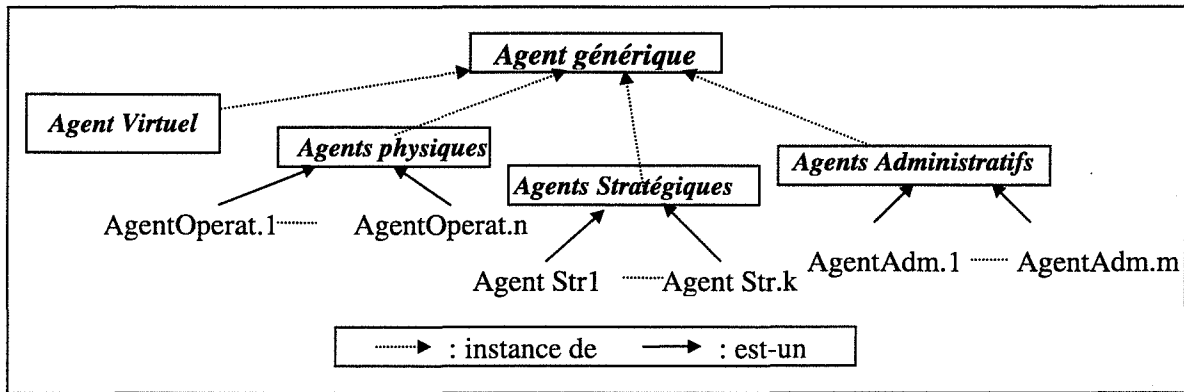 Agent générique
Agent Virtuel
Agents physiques
Agents Stratégiques
Agents Administratifs
AgentOperat.1 AgentOperat.n
Agent Str1 Agent Str.k
AgentAdm.1 AgentAdm.m
: instance de : est-un